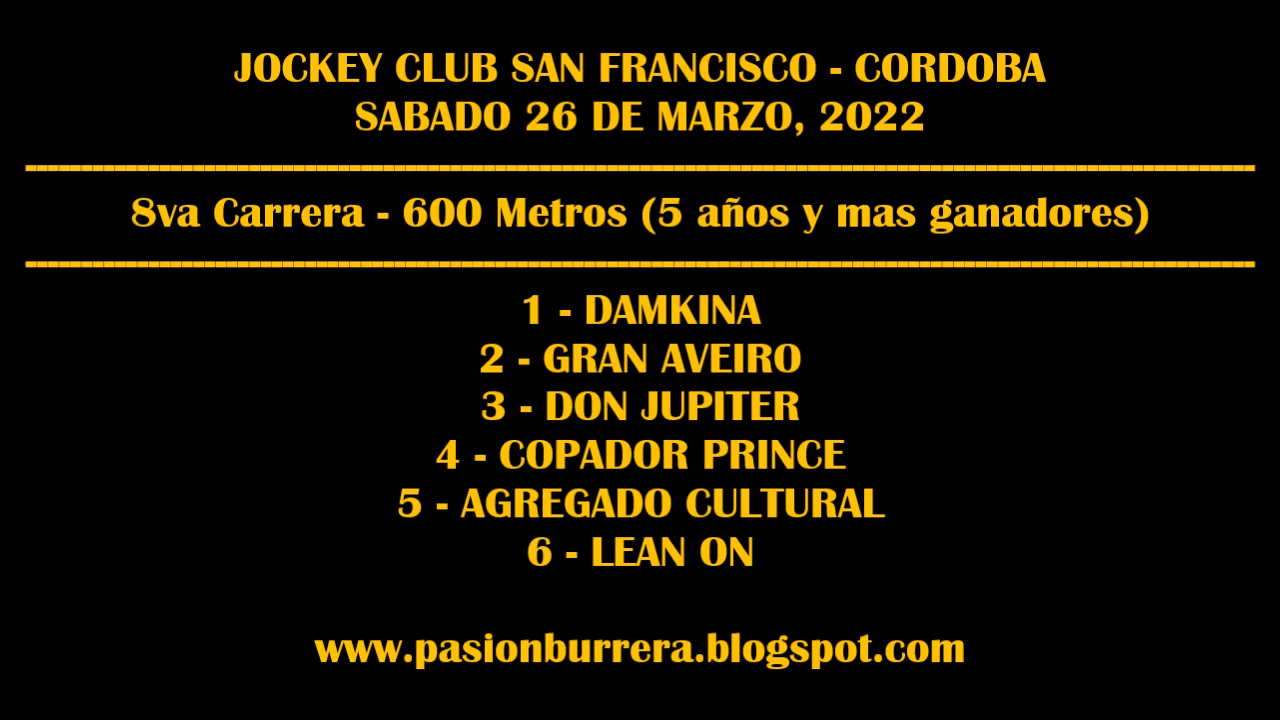 JOCKEY CLUB SAN FRANCISCO - CORDOBA
SABADO 26 DE MARZO, 2022
8va Carrera - 600 Metros (5 años y mas ganadores)
1 - DAMKINA
2 - GRAN AVEIRO
3 - DON JUPITER
4 - COPADOR PRINCE
5 - AGREGADO CULTURAL
6 - LEAN ON
www.pasionburrera.blogspot.com